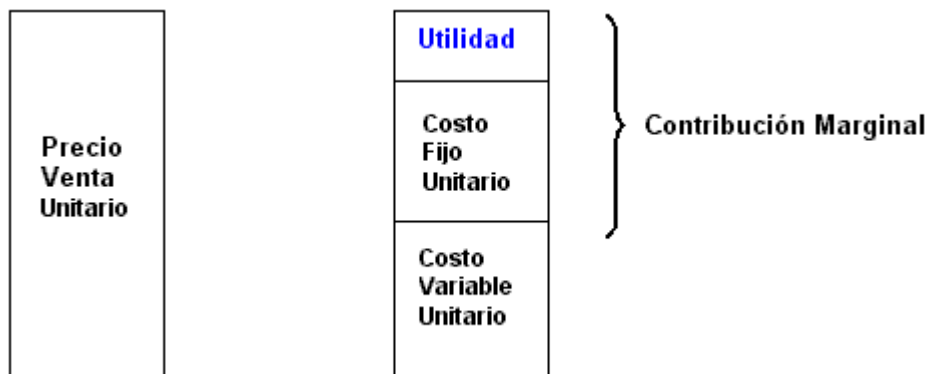 Precio
Venta
Unitario
Utilidad
Costo
Fijo
Unitario
Costo
Variable
Unitario
Contribución Marginal